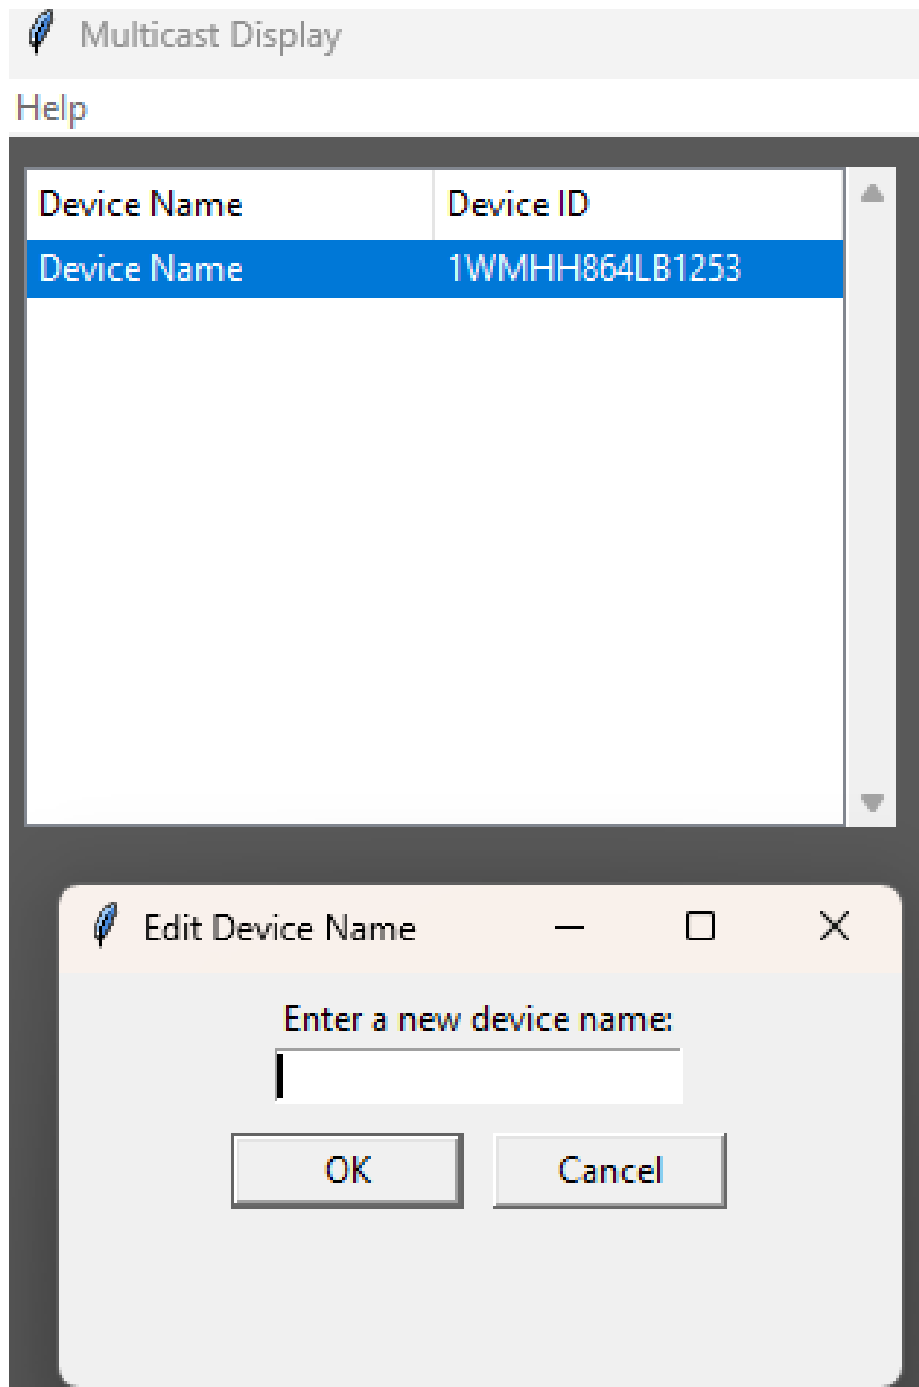 Multicast Display
Help
Device Name Device ID
Device Name 1WMHH864LB1253
Edit Device Name
Enter a new device name:
OK Cancel